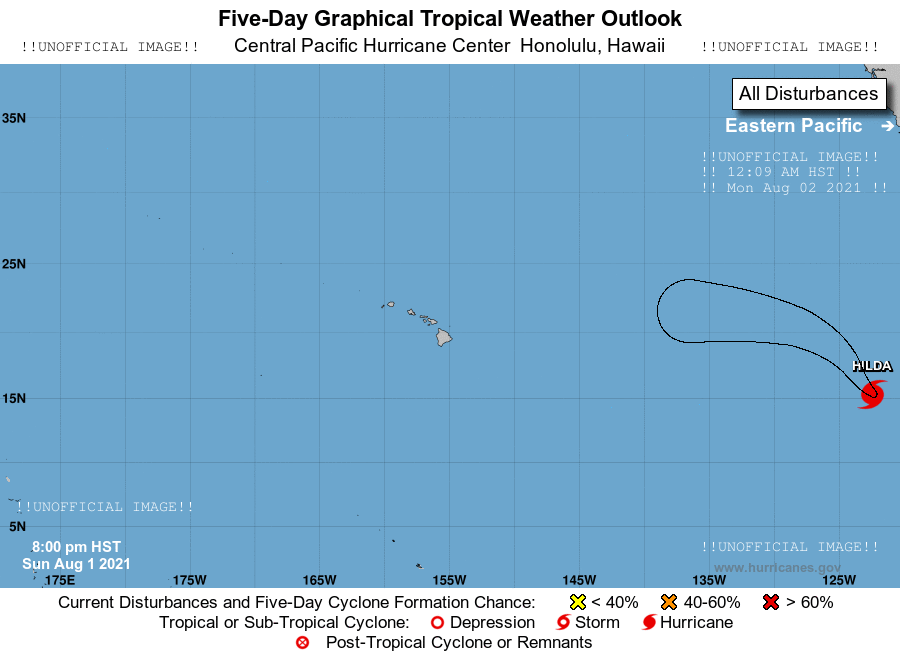 Five-Day Graphical Tropical Weather Outlook
!!UNOFFICIAL IMAGE!! Central Pacific Hurricane Center Honolulu, Hawaii !!UNOFFICIAL IMAGE!!
All Disturbances
35N
Eastern Pacific →
!!UNOFFICIAL IMAGE!!
!! 12:09 AM HST !!
!! Mon Aug 02 2021 !!
25N
HILDA
15N
!!UNOFFICIAL IMAGE!!
5N
8:00 pm HST
Sun Aug 1 2021
!!UNOFFICIAL IMAGE!!
www.hurricanes.gov
175E 175W 165W 155W 145W 135W 125W
Current Disturbances and Five-Day Cyclone Formation Chance: < 40% 40-60% > 60%
Tropical or Sub-Tropical Cyclone: Depression Storm Hurricane
Post-Tropical Cyclone or Remnants